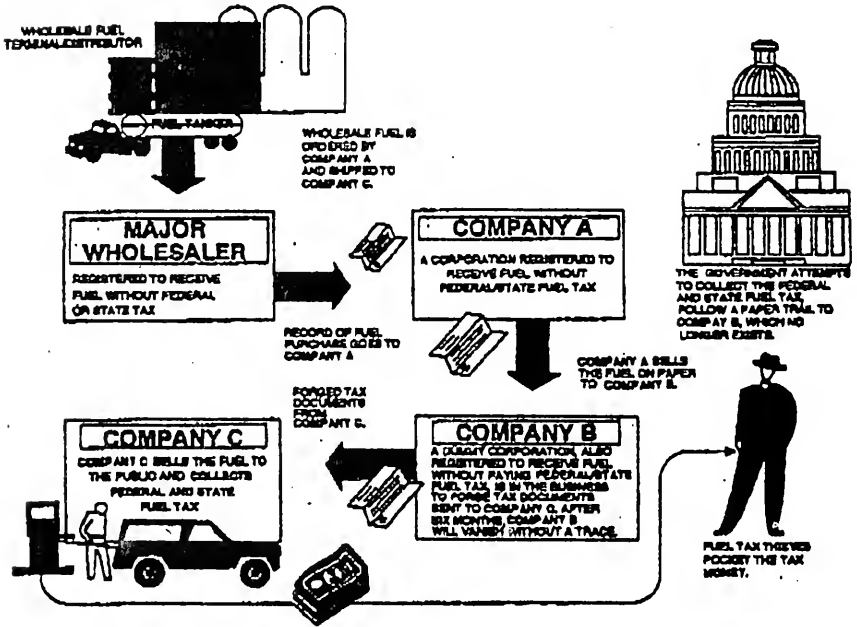 WHOLESALE FUEL
TERMINAL/DISTRIBUTOR
FUEL TANKER
WHOLESALE FUEL IS
ORDERED BY
COMPANY A
AND SHIPPED TO
COMPANY C.
MAJOR
WHOLESALER
REGISTERED TO RECEIVE
FUEL WITHOUT FEDERAL
OR STATE TAX
RECORD OF FUEL
PURCHASE GOES TO
COMPANY A
COMPANY A
A CORPORATION REGISTERED TO
RECEIVE FUEL WITHOUT
FEDERAL/STATE FUEL TAX
THE GOVERNMENT ATTEMPTS
TO COLLECT THE FEDERAL
AND STATE FUEL TAX,
FOLLOW A PAPER TRAIL TO
COMPAY B, WHICH NO
LONGER EXISTS.
COMPANY A SELLS
THE FUEL ON PAPER
TO COMPANY B.
FORGED TAX
DOCUMENTS
FROM
COMPANY C.
COMPANY C
COMPANY C SELLS THE FUEL TO
THE PUBLIC AND COLLECTS
FEDERAL AND STATE
FUEL TAX
COMPANY B
A DUMMY CORPORATION, ALSO
REGISTERED TO RECEIVE FUEL
WITHOUT PAYING FEDERAL/STATE
FUEL TAX, IS IN THE BUSINESS
TO FORGE TAX DOCUMENTS
SENT TO COMPANY C. AFTER
SIX MONTHS, COMPANY B
WILL VANISH WITHOUT A TRACE.
FUEL TAX THIEVES
POCKET THE TAX
MONEY.